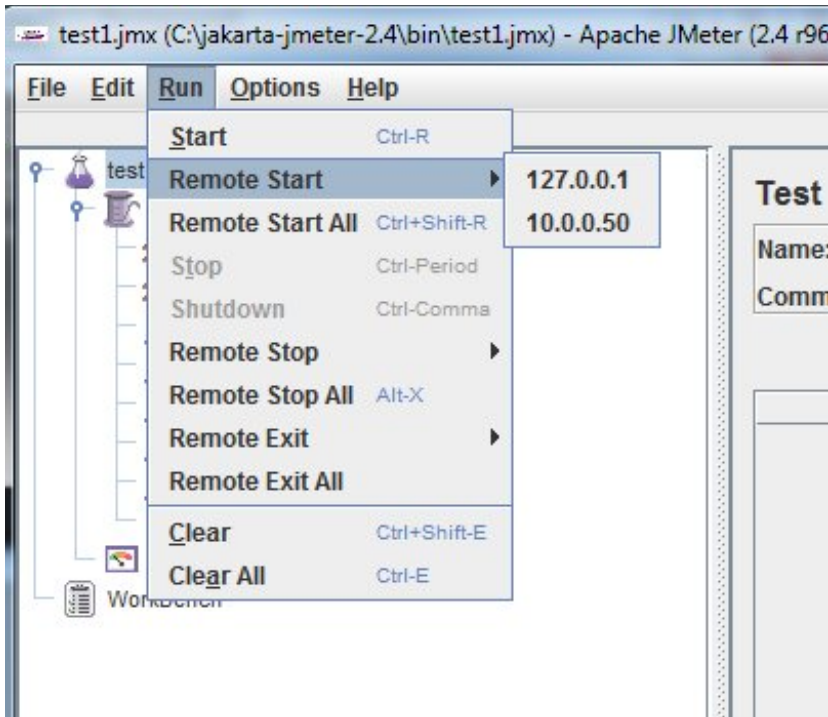 test1.jmx (C:\jakarta-jmeter-2.4\bin\test1.jmx) - Apache JMeter (2.4 r96
File Edit Run Options Help
Start Ctrl-R
test
Remote Start 127.0.0.1
Test
Remote Start All Ctrl+Shift-R 10.0.0.50
Name:
Stop Ctrl-Period
Shutdown Ctrl-Comma
Comm
Remote Stop
Remote Stop All Alt-X
Remote Exit
Remote Exit All
Clear Ctrl+Shift-E
Clear All Ctrl-E
WorkBench